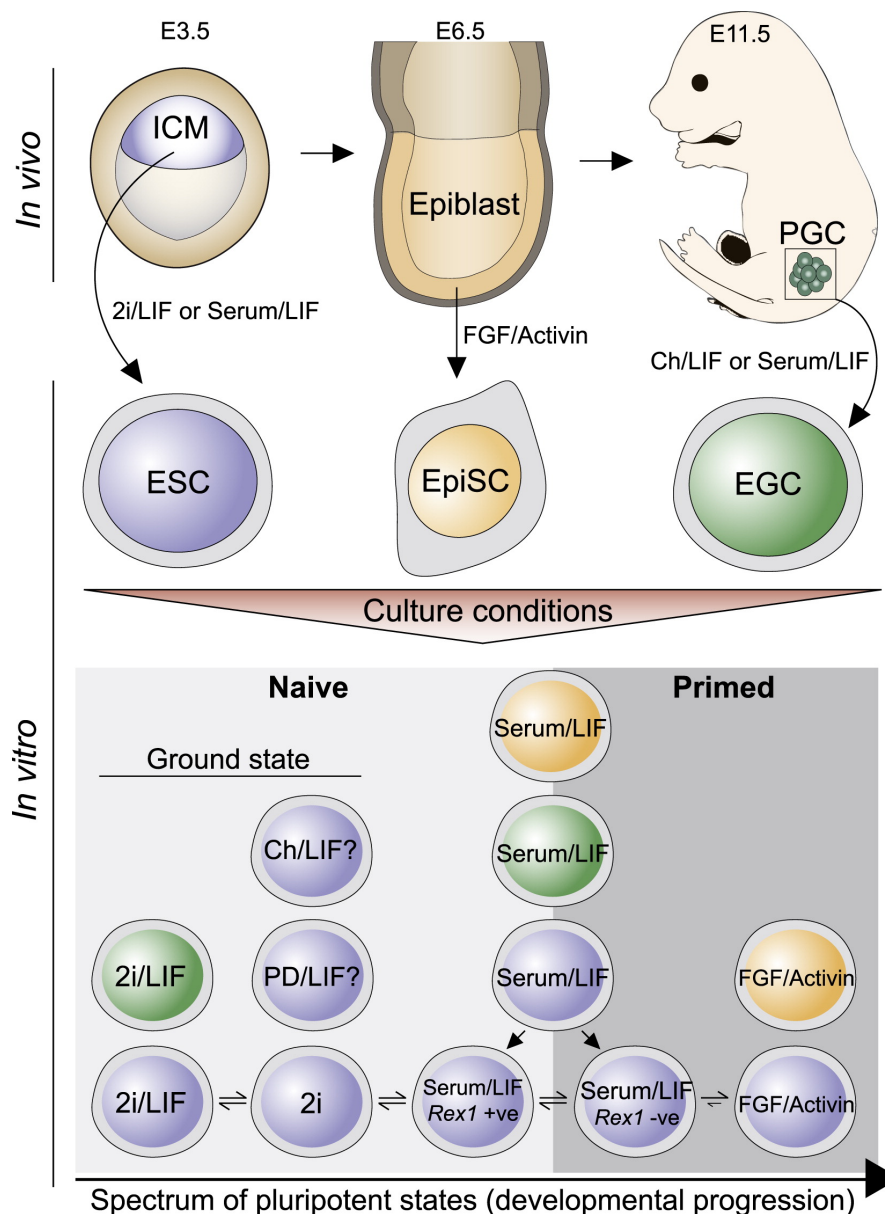 E3.5
E6.5
E11.5
In vivo
ICM
Epiblast
PGC
2i/LIF or Serum/LIF
FGF/Activin
Ch/LIF or Serum/LIF
ESC
EpiSC
EGC
Culture conditions
In vitro
Naive
Primed
Ground state
Serum/LIF
Ch/LIF?
Serum/LIF
2i/LIF
PD/LIF?
Serum/LIF
FGF/Activin
2i/LIF
2i
Serum/LIF
Rex1 +ve
Serum/LIF
Rex1 -ve
FGF/Activin
Spectrum of pluripotent states (developmental progression)